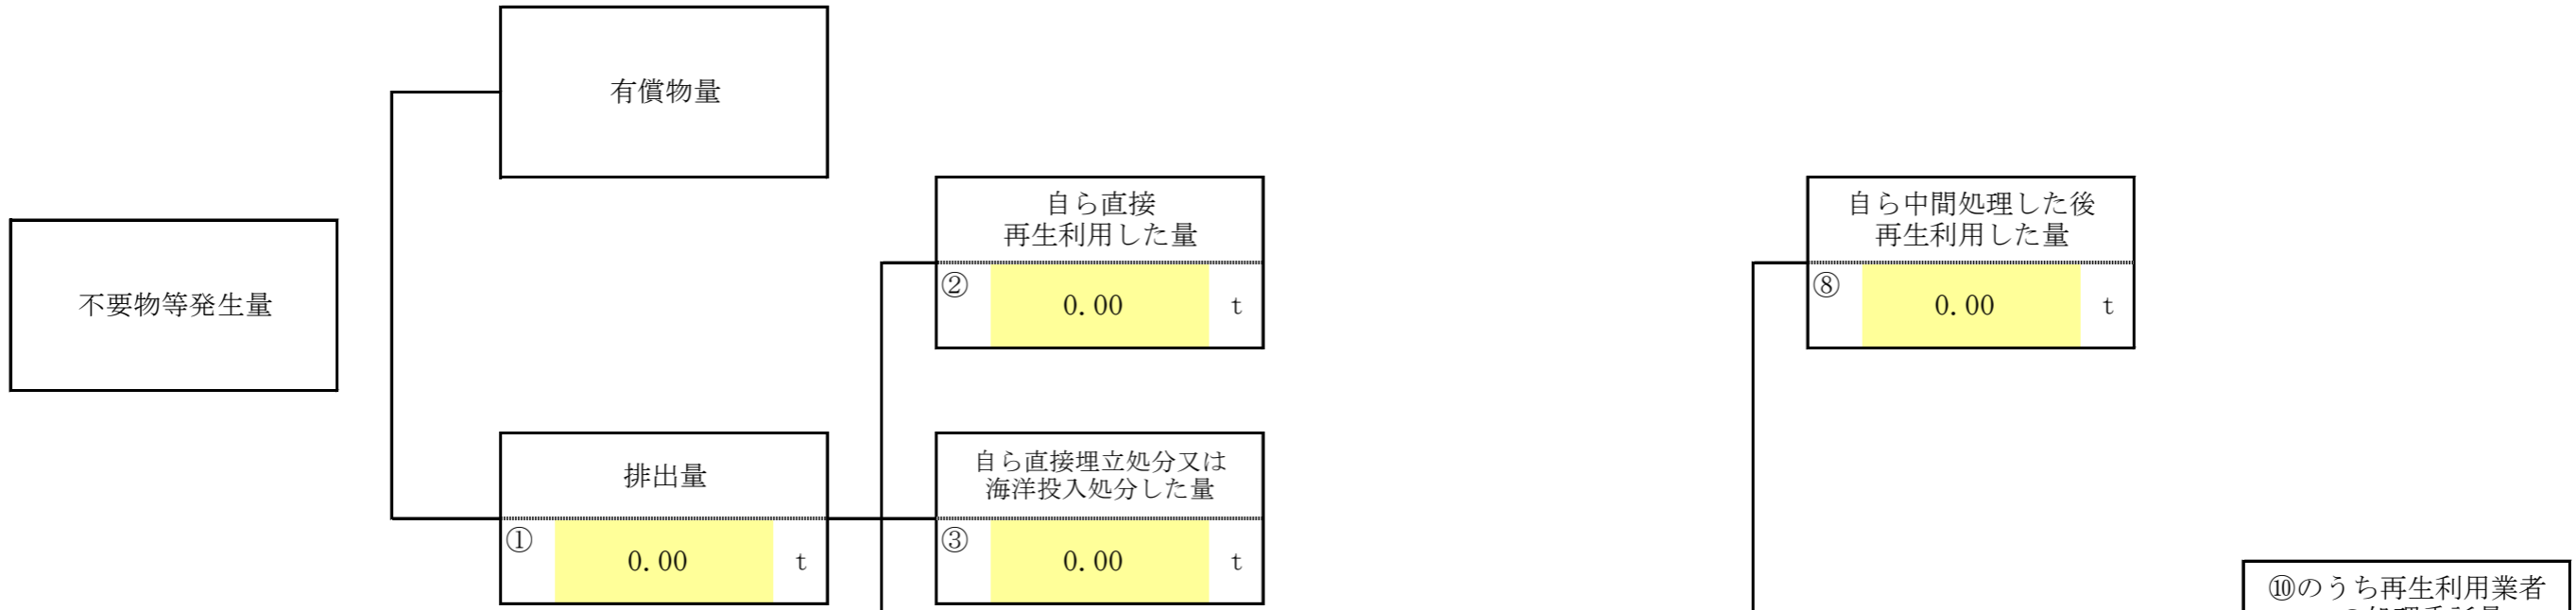 有償物量
不要物等発生量
自ら直接
再生利用した量
② 0.00 t
自ら中間処理した後
再生利用した量
⑧ 0.00 t
排出量
① 0.00 t
自ら直接埋立処分又は
海洋投入処分した量
③ 0.00 t
⑩のうち再生利用業者